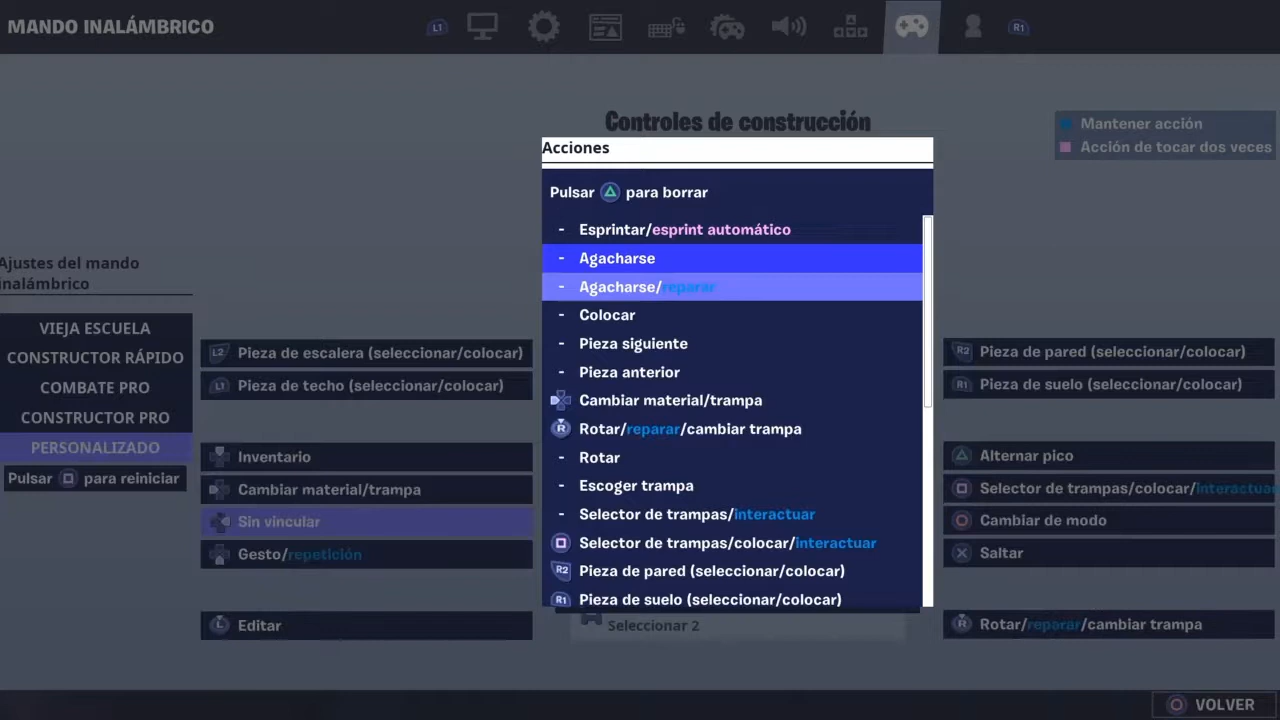 MANDO INALÁMBRICO
L1
R1
Controles de construcción
Mantener acción
Acción de tocar dos veces
Acciones
Pulsar para borrar
- Esprintar/esprint automático
- Agacharse
- Agacharse/reparar
- Colocar
- Pieza siguiente
- Pieza anterior
Cambiar material/trampa
R Rotar/reparar/cambiar trampa
- Rotar
- Escoger trampa
- Selector de trampas/interactuar
Selector de trampas/colocar/interactuar
R2 Pieza de pared (seleccionar/colocar)
R1 Pieza de suelo (seleccionar/colocar)
Ajustes del mando
inalámbrico
VIEJA ESCUELA
CONSTRUCTOR RÁPIDO
COMBATE PRO
CONSTRUCTOR PRO
PERSONALIZADO
Pulsar para reiniciar
L2 Pieza de escalera (seleccionar/colocar)
L1 Pieza de techo (seleccionar/colocar)
Inventario
Cambiar material/trampa
Sin vincular
Gesto/repetición
L Editar
Seleccionar 2
R2 Pieza de pared (seleccionar/colocar)
R1 Pieza de suelo (seleccionar/colocar)
Alternar pico
Selector de trampas/colocar/interactuar
Cambiar de modo
Saltar
R Rotar/reparar/cambiar trampa
VOLVER